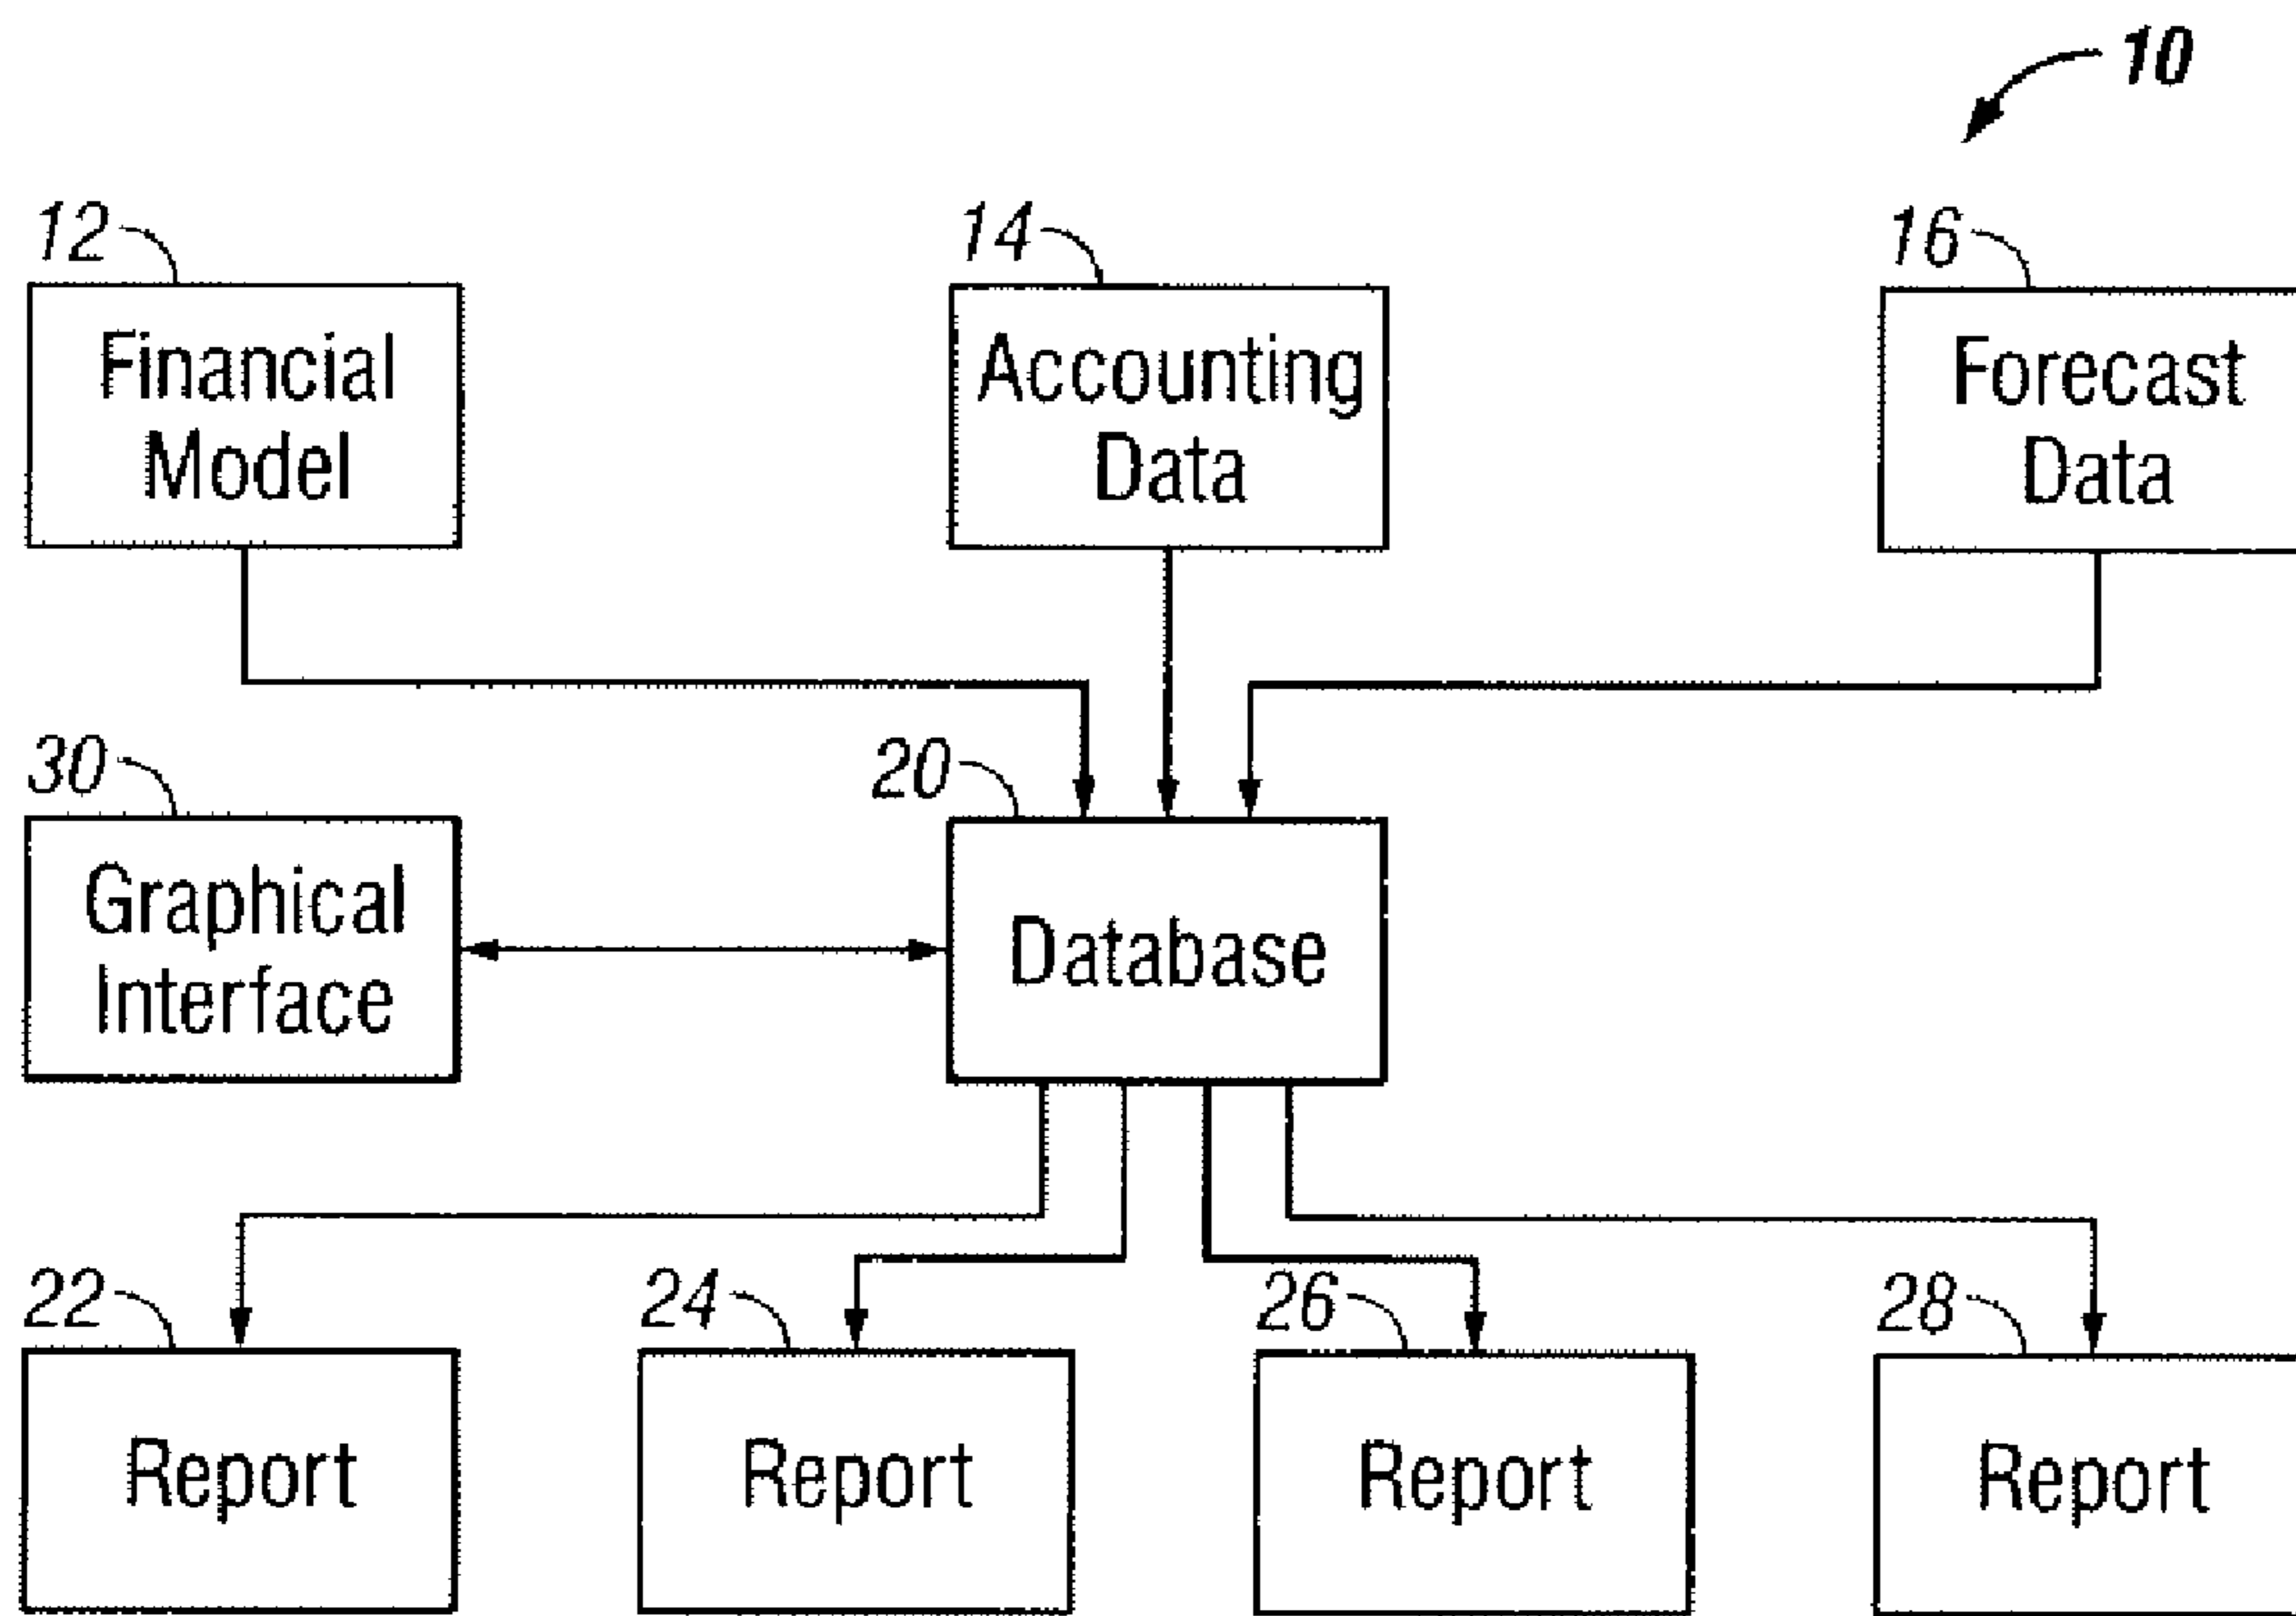 10
12
14
16
Financial
Model
Accounting
Data
Forecast
Data
30
20
Graphical
Interface
Database
22
24
26
28
Report
Report
Report
Report